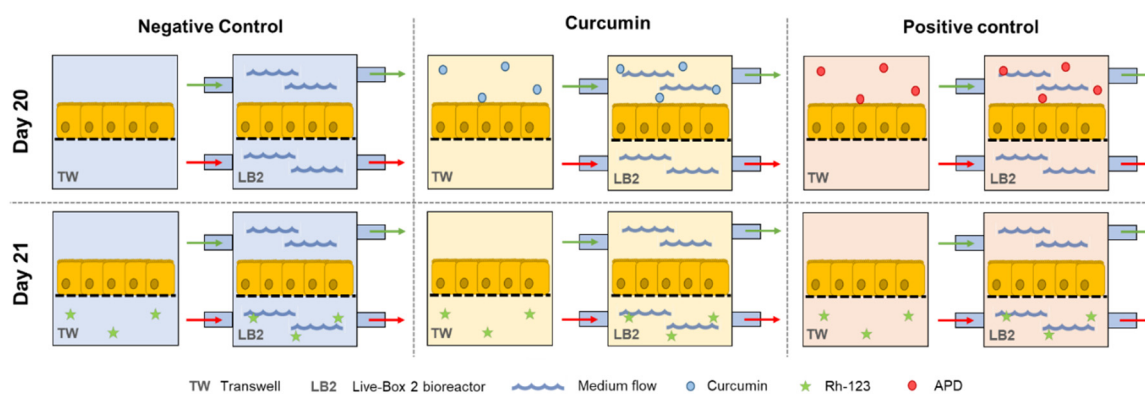 Negative Control
Curcumin
Positive control
Day 20
TW
LB2
TW
LB2
TW
LB2
Day 21
TW
LB2
TW
LB2
TW
LB2
TW Transwell LB2 Live-Box 2 bioreactor Medium flow Curcumin Rh-123 APD